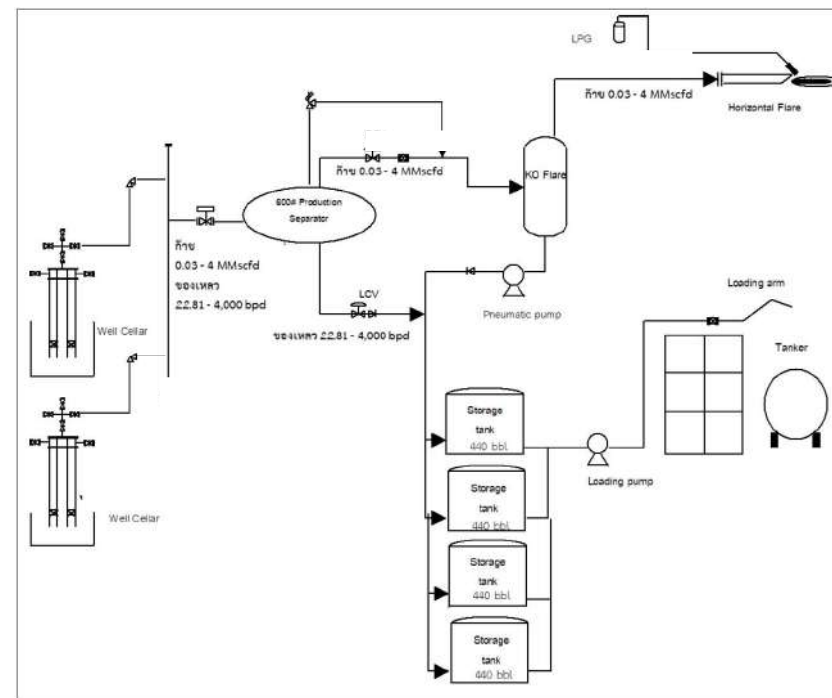 LPG
ก๊าซ 0.03 - 4 MMscfd
Horizontal Flare
ก๊าซ 0.03 - 4 MMscfd
KO Flare
600# Production
Separator
ก๊าซ
0.03 - 4 MMscfd
ของเหลว
22.81 - 4,000 bpd
Well Cellar
LCV
ของเหลว 22.81 - 4,000 bpd
Pneumatic pump
Loading arm
Tanker
Well Cellar
Storage
tank
440 bbl
Loading pump
Storage
tank
440 bbl
Storage
tank
440 bbl
Storage
tank
440 bbl